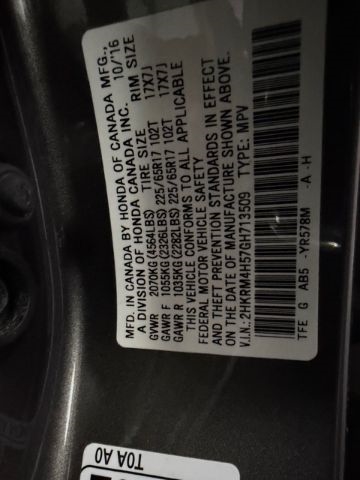 MFD. IN CANADA BY HONDA OF CANADA MFG.,
A DIVISION OF HONDA CANADA INC. 10/'16
TIRE SIZE RIM SIZE
GVWR 2070KG(4564LBS)
GAWR F 1055KG(2326LBS) 225/65R17 102T 17X7J
GAWR R 1035KG(2282LBS) 225/65R17 102T 17X7J
THIS VEHICLE CONFORMS TO ALL APPLICABLE
FEDERAL MOTOR VEHICLE SAFETY
AND THEFT PREVENTION STANDARDS IN EFFECT
ON THE DATE OF MANUFACTURE SHOWN ABOVE.
V.I.N.: 2HKRM4H57GH713509 TYPE: MPV
TFE G AB5 -YR578M -A -H
TOA A0